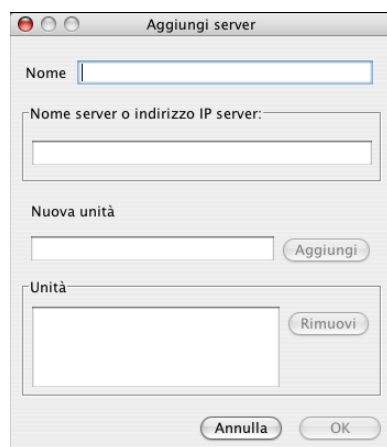 Aggiungi server
Nome
Nome server o indirizzo IP server:
Nuova unità
Aggiungi
Unità
Rimuovi
Annulla OK